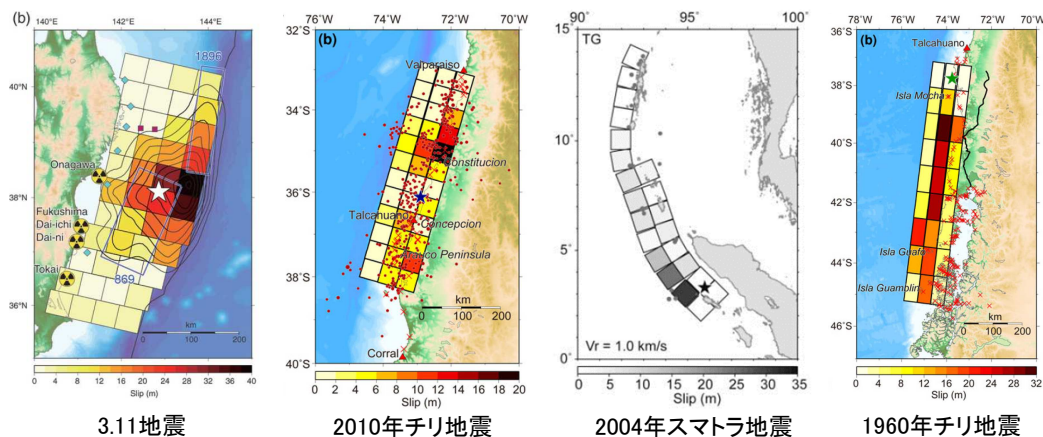 (b)
140°E 142°E 144°E
1896
40°N
38°N
36°N
Onagawa
Fukushima
Dai-ichi
Dai-ni
Tokai
869
km
0 100 200
0 4 8 12 16 20 24 28 32 36 40
Slip (m)
3.11地震
76°W 74°W 72°W 70°W
(b)
32°S
34°S
36°S
38°S
40°S
Valparaiso
Constitucion
Talcahuano
Concepcion
Arauco Peninsula
km
0 100 200
Corral
0 2 4 6 8 10 12 14 16 18 20
Slip (m)
2010年チリ地震
90° 95° 100°
TG
15°
10°
5°
0°
Vr = 1.0 km/s
0 5 10 15 20 25 30 35
Slip (m)
2004年スマトラ地震
78°W 76°W 74°W 72°W 70°W
(b)
36°S
38°S
40°S
42°S
44°S
46°S
Talcahuano
Isla Mocha
Isla Guafo
Isla Guamblin
km
0 100 200
0 4 8 12 16 20 24 28 32
Slip (m)
1960年チリ地震